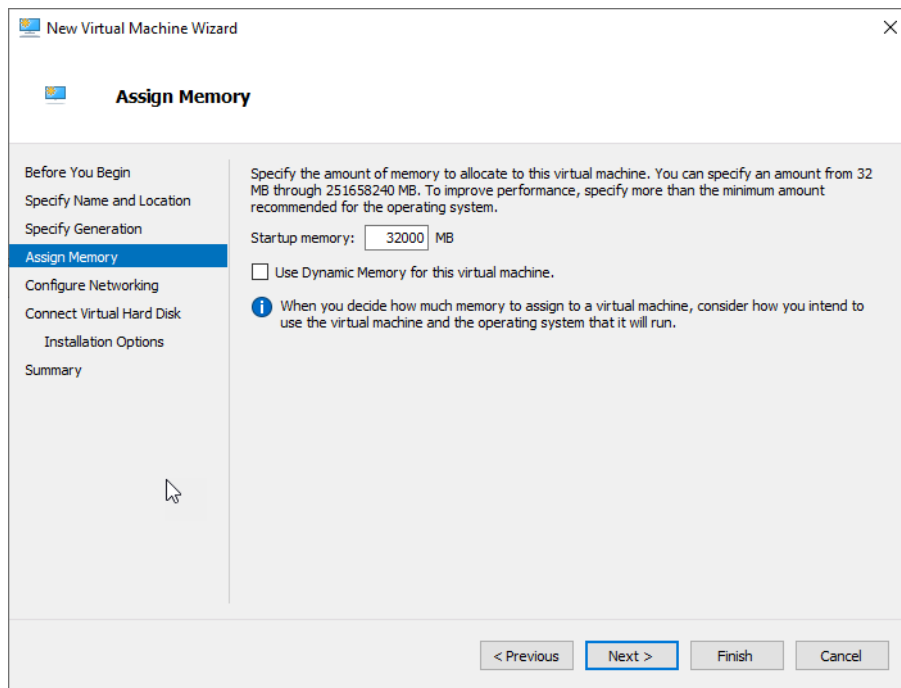 New Virtual Machine Wizard
Assign Memory
Before You Begin
Specify Name and Location
Specify Generation
Assign Memory
Configure Networking
Connect Virtual Hard Disk
Installation Options
Summary
Specify the amount of memory to allocate to this virtual machine. You can specify an amount from 32
MB through 251658240 MB. To improve performance, specify more than the minimum amount
recommended for the operating system.
Startup memory: 32000 MB
Use Dynamic Memory for this virtual machine.
When you decide how much memory to assign to a virtual machine, consider how you intend to
use the virtual machine and the operating system that it will run.
< Previous Next > Finish Cancel